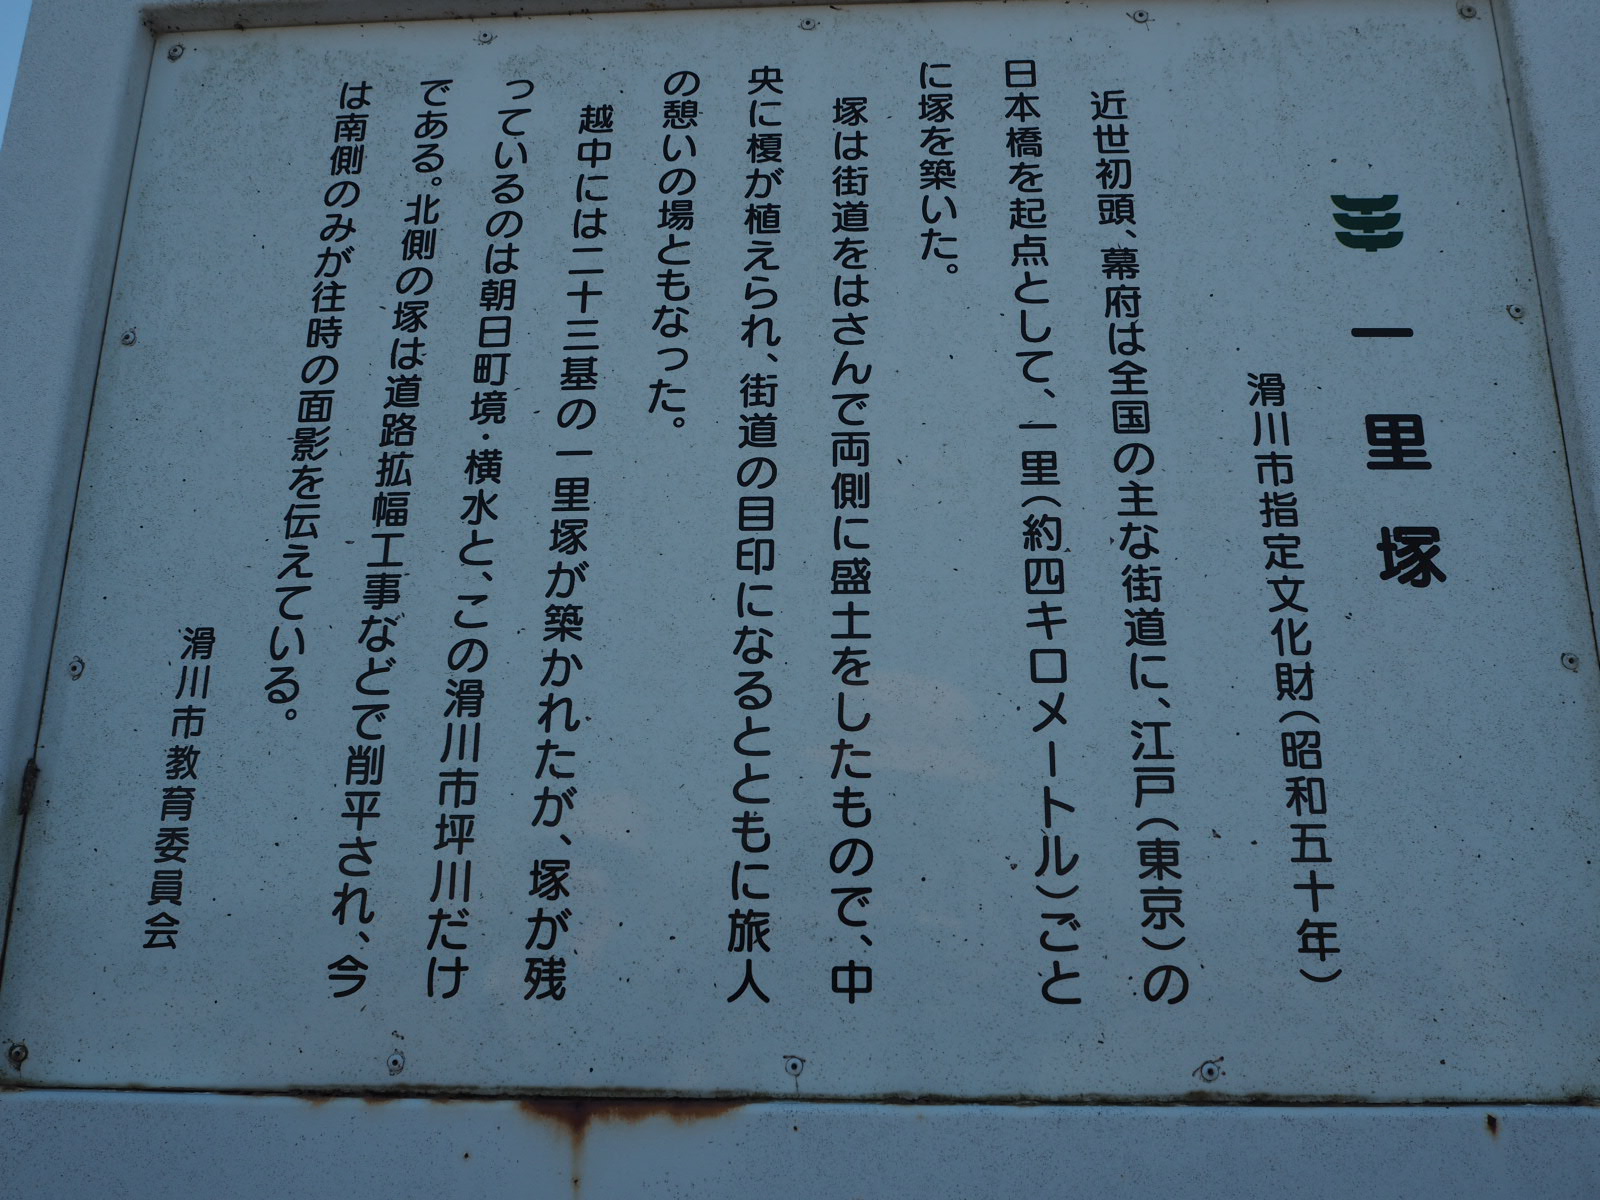 一里塚
滑川市指定文化財(昭和五十年)
近世初頭、幕府は全国の主な街道に、江戸(東京)の
日本橋を起点として、一里(約四キロメートル)ごと
に塚を築いた。
塚は街道をはさんで両側に盛土をしたもので、中
央に榎が植えられ、街道の目印になるとともに旅人
の憩いの場ともなった。
越中には二十三基の一里塚が築かれたが、塚が残
っているのは朝日町境・横水と、この滑川市坪川だけ
である。北側の塚は道路拡幅工事などで削平され、今
は南側のみが往時の面影を伝えている。
滑川市教育委員会